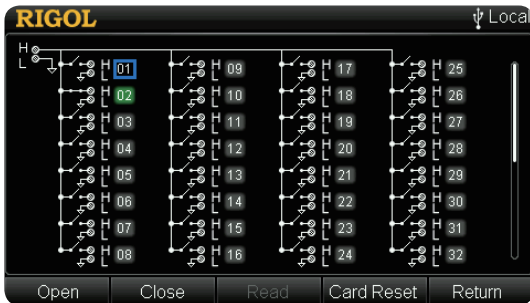 RIGOL Local
H
L
H L 01 H L 09 H L 17 H L 25
H L 02 H L 10 H L 18 H L 26
H L 03 H L 11 H L 19 H L 27
H L 04 H L 12 H L 20 H L 28
H L 05 H L 13 H L 21 H L 29
H L 06 H L 14 H L 22 H L 30
H L 07 H L 15 H L 23 H L 31
H L 08 H L 16 H L 24 H L 32
Open Close Read Card Reset Return